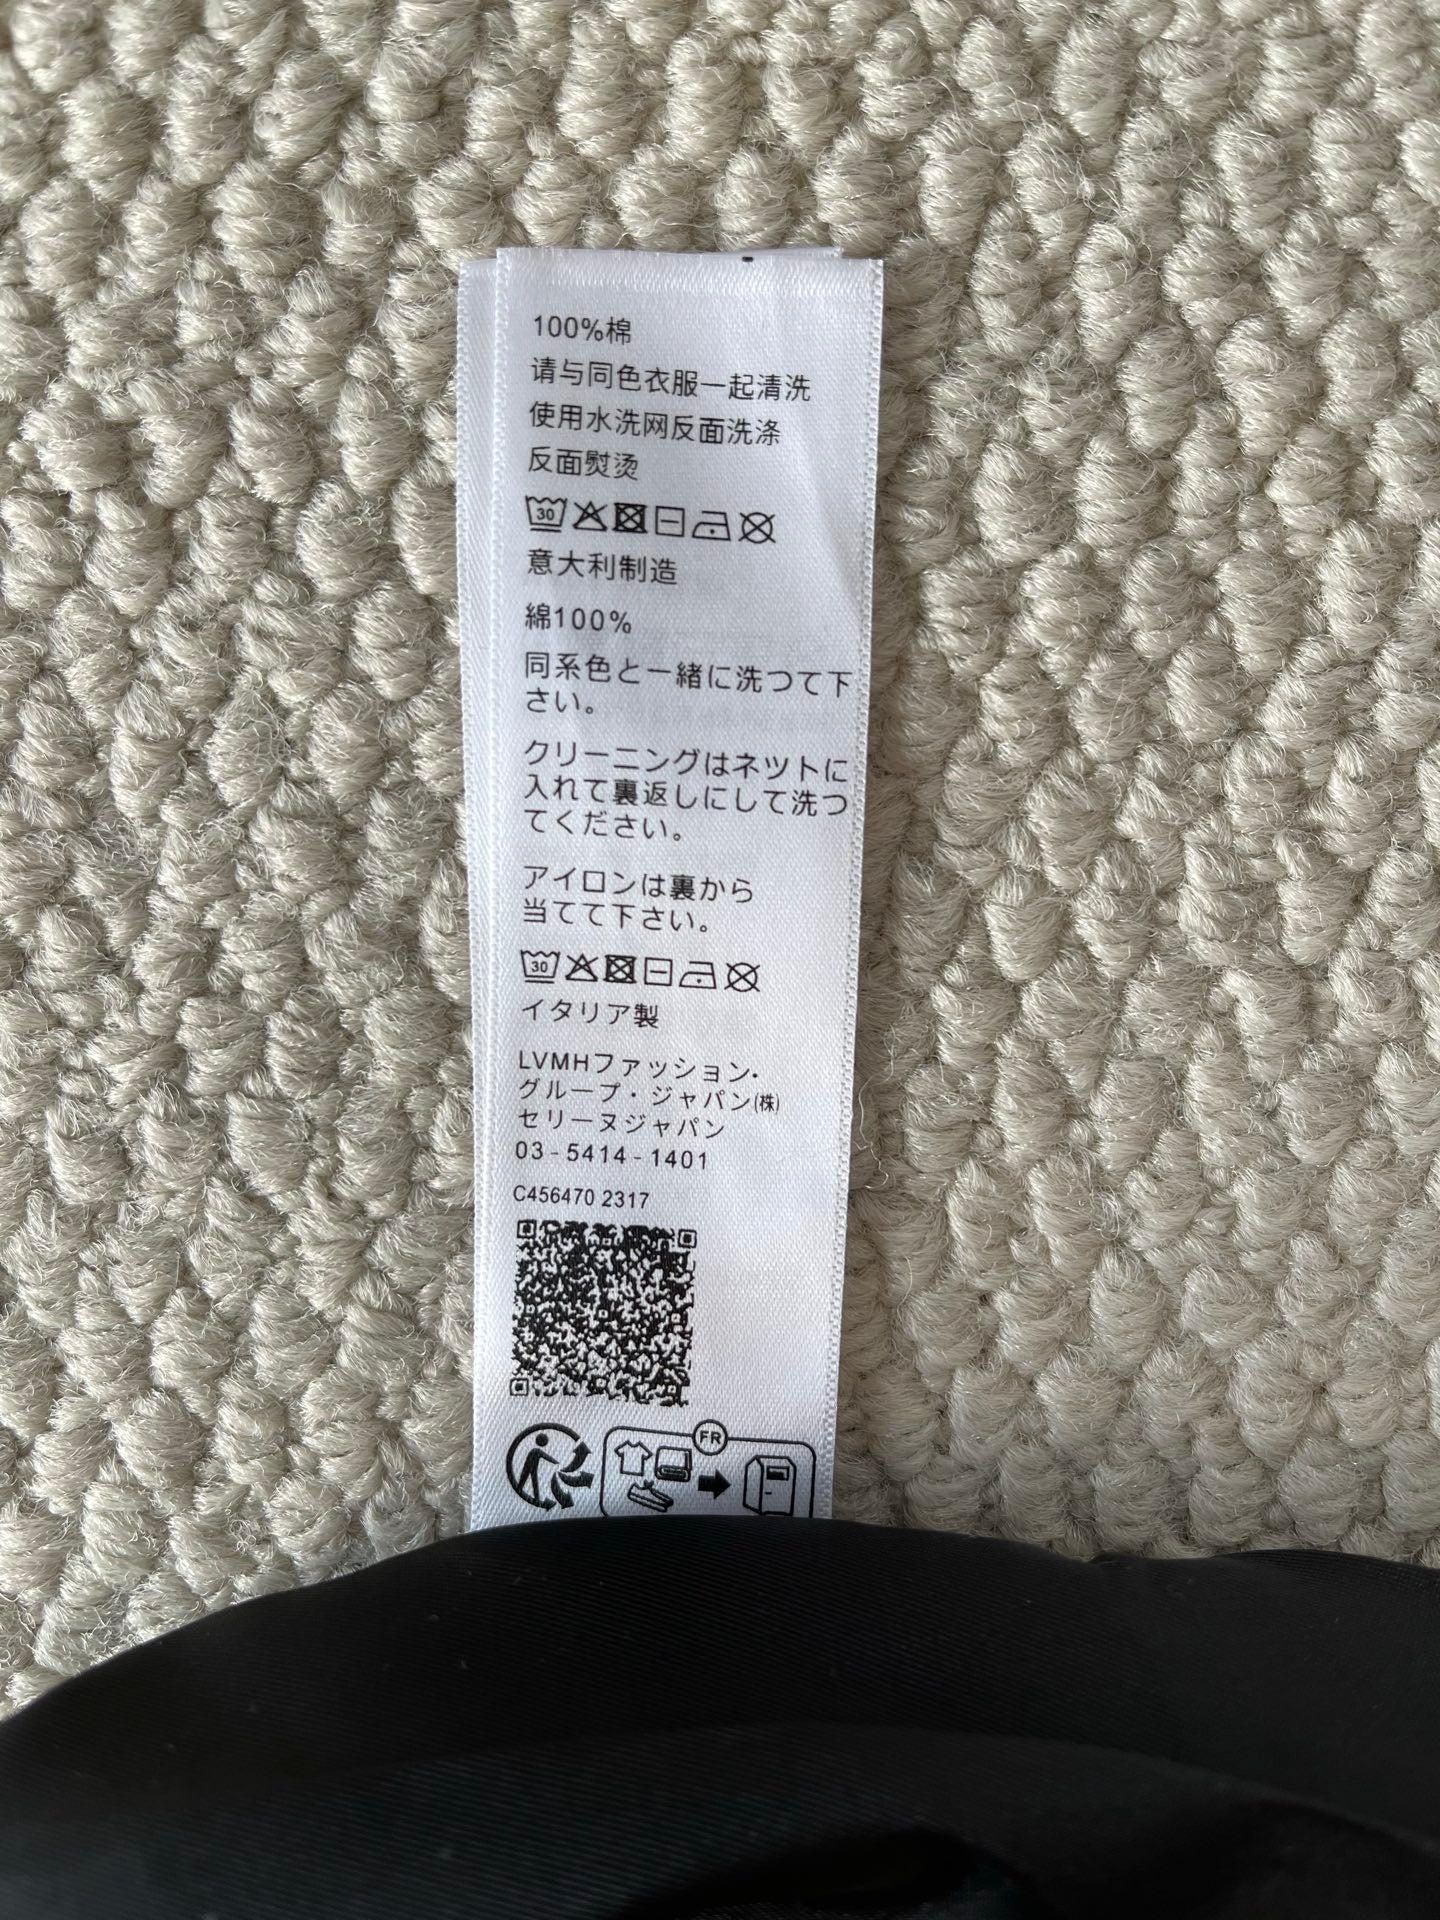 100%棉
请与同色衣服一起清洗
使用水洗网反面洗涤
反面熨烫
30
意大利制造
綿100%
同系色と一緒に洗つて下
さい。
クリーニングはネツトに
入れて裏返しにして洗つ
てください。
アイロンは裏から
当てて下さい。
30
イタリア製
LVMHファッション・
グループ・ジャパン(株)
セリーヌジャパン
03-5414-1401
C456470 2317
FR